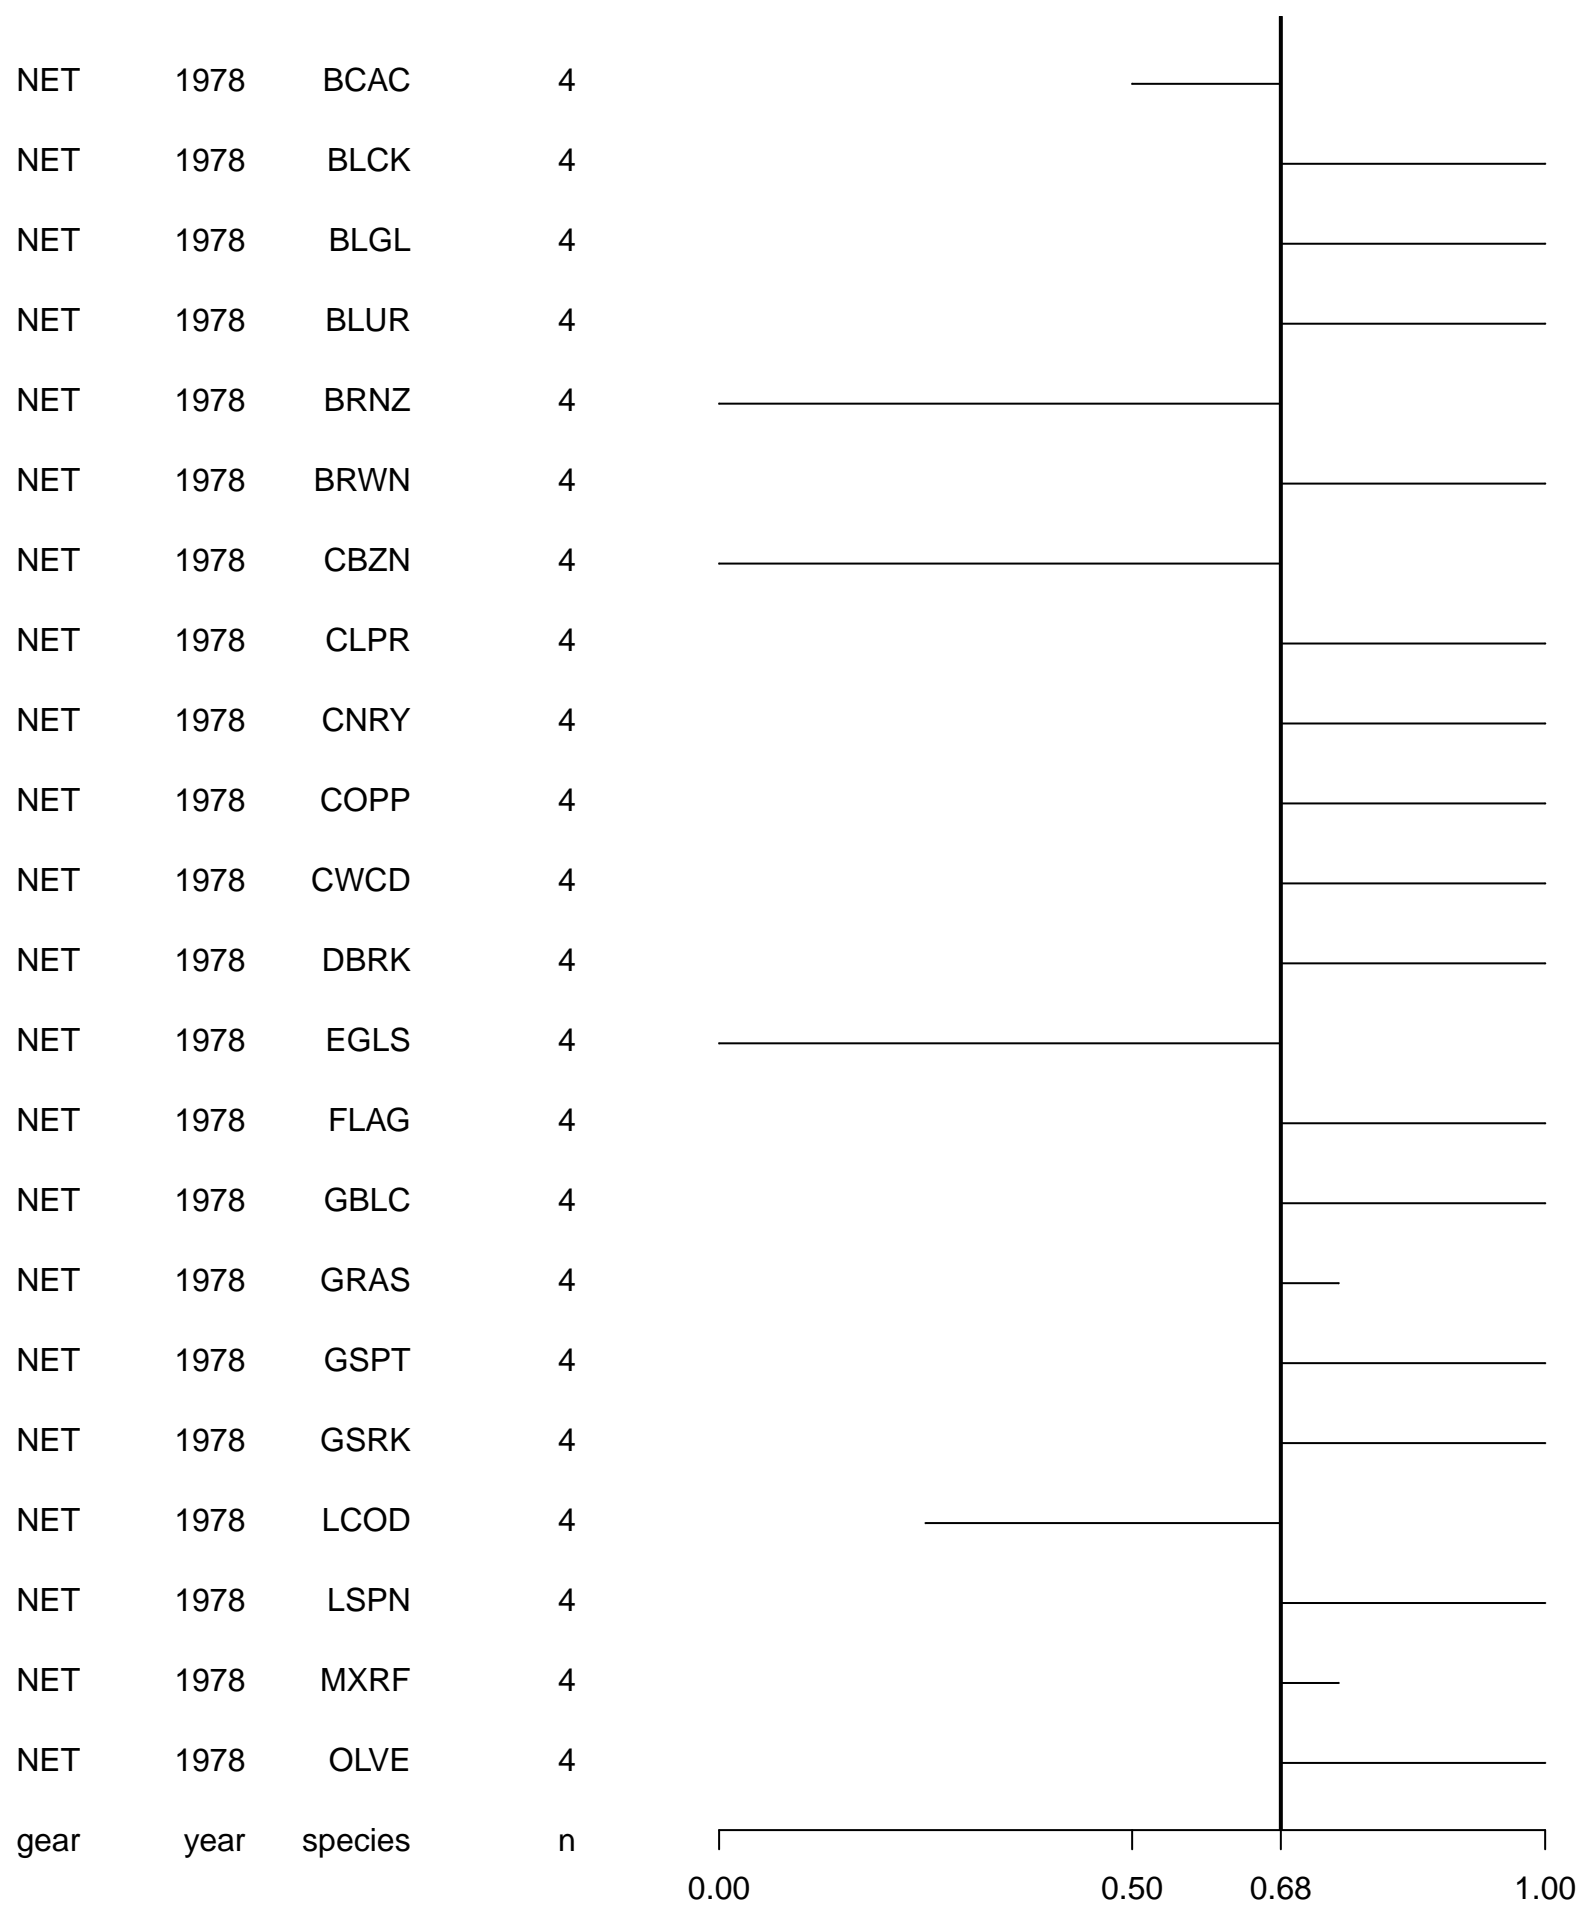 NET 1978 BCAC 4
NET 1978 BLCK 4
NET 1978 BLGL 4
NET 1978 BLUR 4
NET 1978 BRNZ 4
NET 1978 BRWN 4
NET 1978 CBZN 4
NET 1978 CLPR 4
NET 1978 CNRY 4
NET 1978 COPP 4
NET 1978 CWCD 4
NET 1978 DBRK 4
NET 1978 EGLS 4
NET 1978 FLAG 4
NET 1978 GBLC 4
NET 1978 GRAS 4
NET 1978 GSPT 4
NET 1978 GSRK 4
NET 1978 LCOD 4
NET 1978 LSPN 4
NET 1978 MXRF 4
NET 1978 OLVE 4
gear year species n
0.00 0.50 0.68 1.00